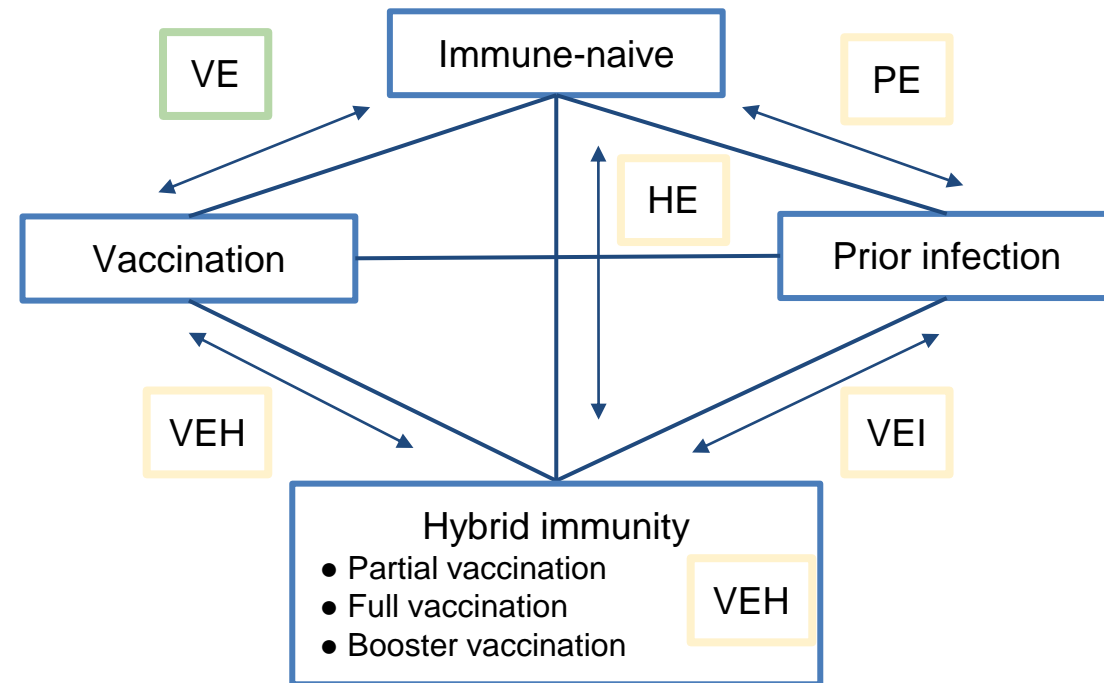 VE
Immune-naive
PE
HE
Vaccination
Prior infection
VEH
VEI
Hybrid immunity
● Partial vaccination
● Full vaccination
● Booster vaccination
VEH